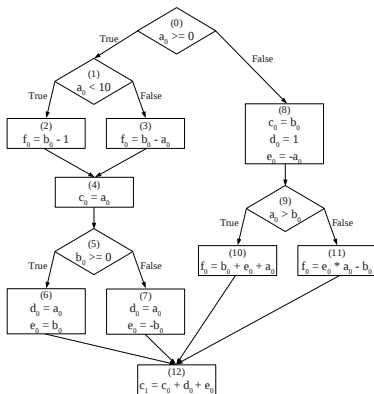 (0)
a₀ >= 0
True
False
(1)
a₀ < 10
True
False
(2)
f₀ = b₀ - 1
(3)
f₀ = b₀ - a₀
(4)
c₀ = a₀
(5)
b₀ >= 0
True
False
(6)
d₀ = a₀
e₀ = b₀
(7)
d₀ = a₀
e₀ = -b₀
(8)
c₀ = b₀
d₀ = 1
e₀ = -a₀
(9)
a₀ > b₀
True
False
(10)
f₀ = b₀ + e₀ + a₀
(11)
f₀ = e₀ * a₀ - b₀
(12)
c₁ = c₀ + d₀ + e₀